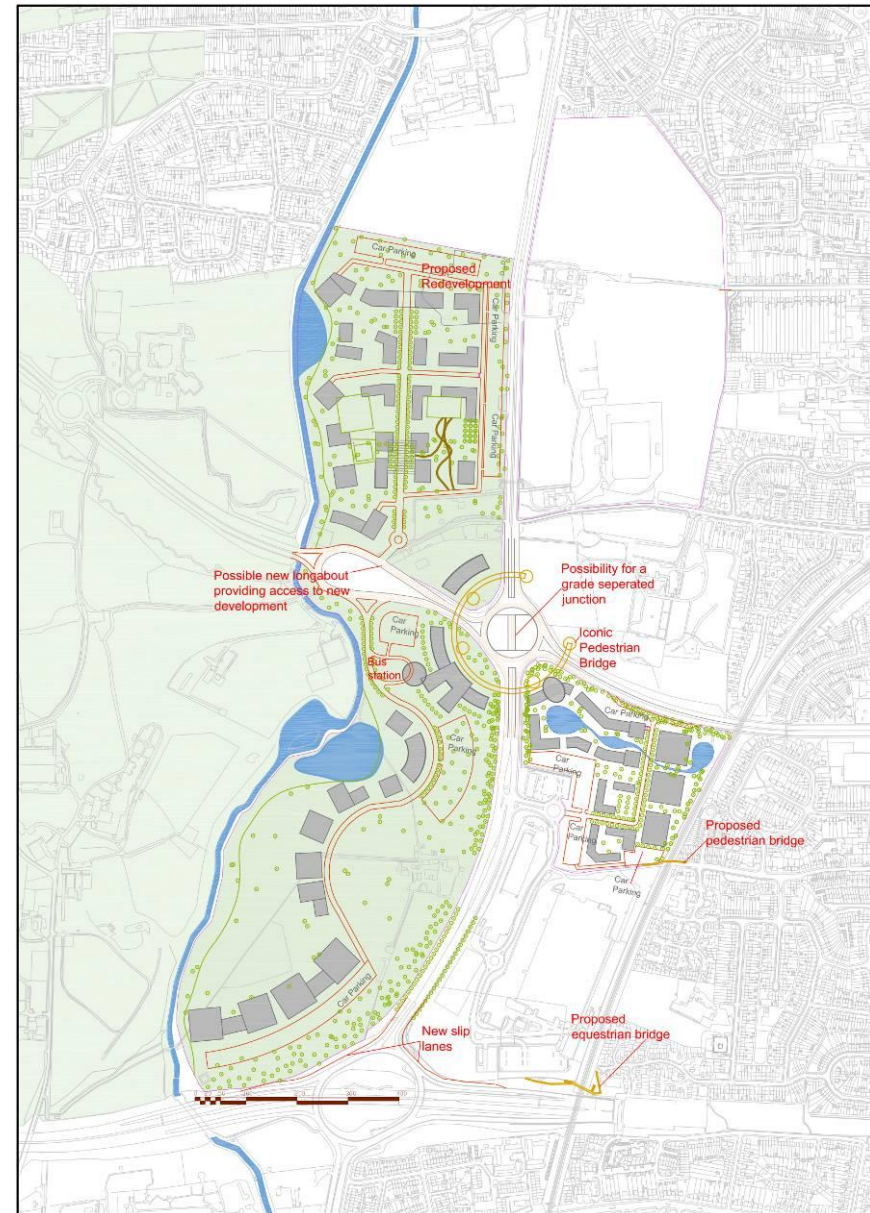 Car Parking
Proposed
Redevelopment
Car Parking
Car Parking
Possible new longabout
providing access to new
development
Possibility for a
grade seperated
junction
Iconic
Pedestrian
Bridge
Car
Parking
Bus
station
Car Parking
Car
Parking
Car
Parking
Car
Parking
Proposed
pedestrian bridge
Car
Parking
Car Parking
New slip
lanes
Proposed
equestrian bridge